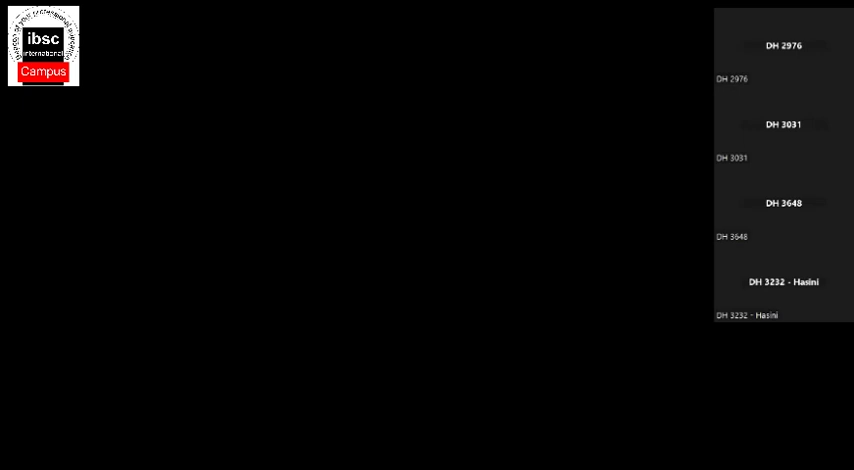 ibsc
international
Campus
DH 2976
DH 2976
DH 3031
DH 3031
DH 3648
DH 3648
DH 3232 - Hasini
DH 3232 - Hasini